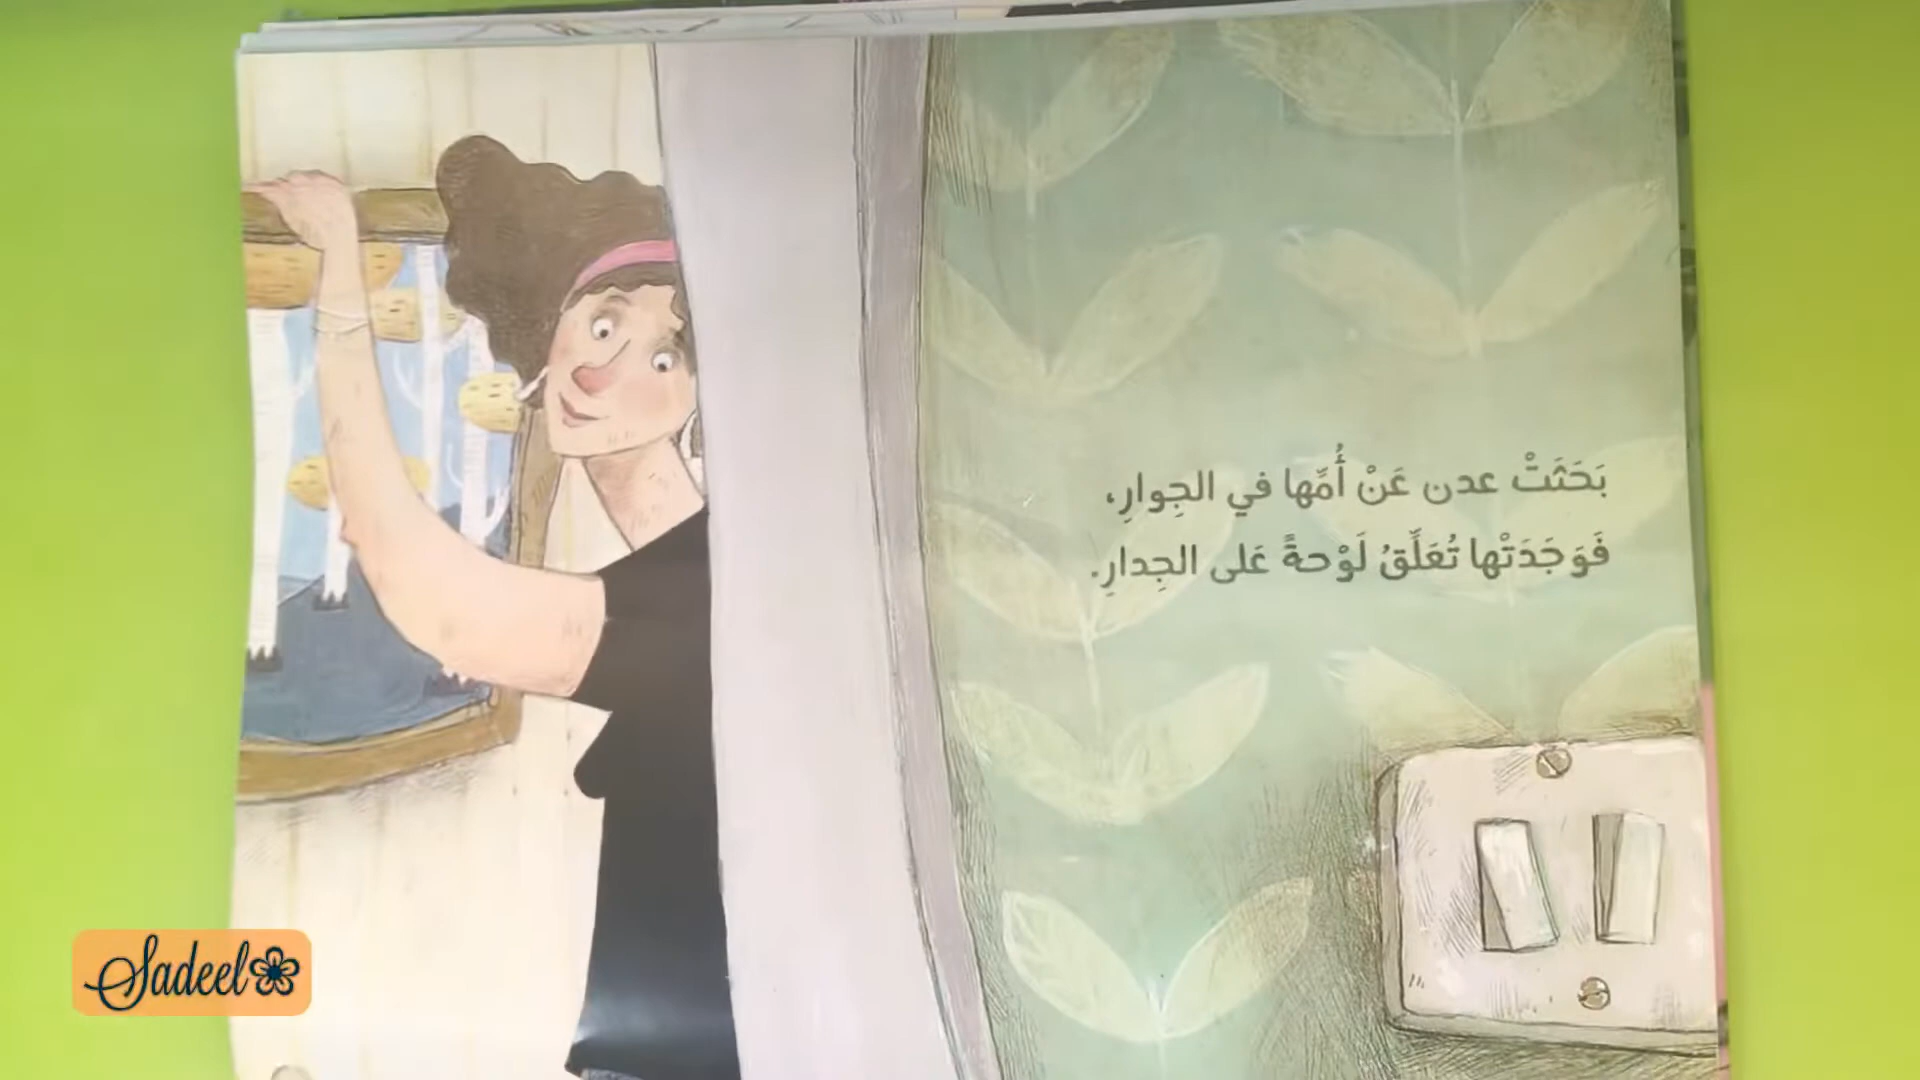 بَحَثَتْ عدن عَنْ أُمِّها في الجِوارِ،
فَوَجَدَتْها تُعَلِّقُ لَوْحةً عَلى الجِدارِ.
Sadeel